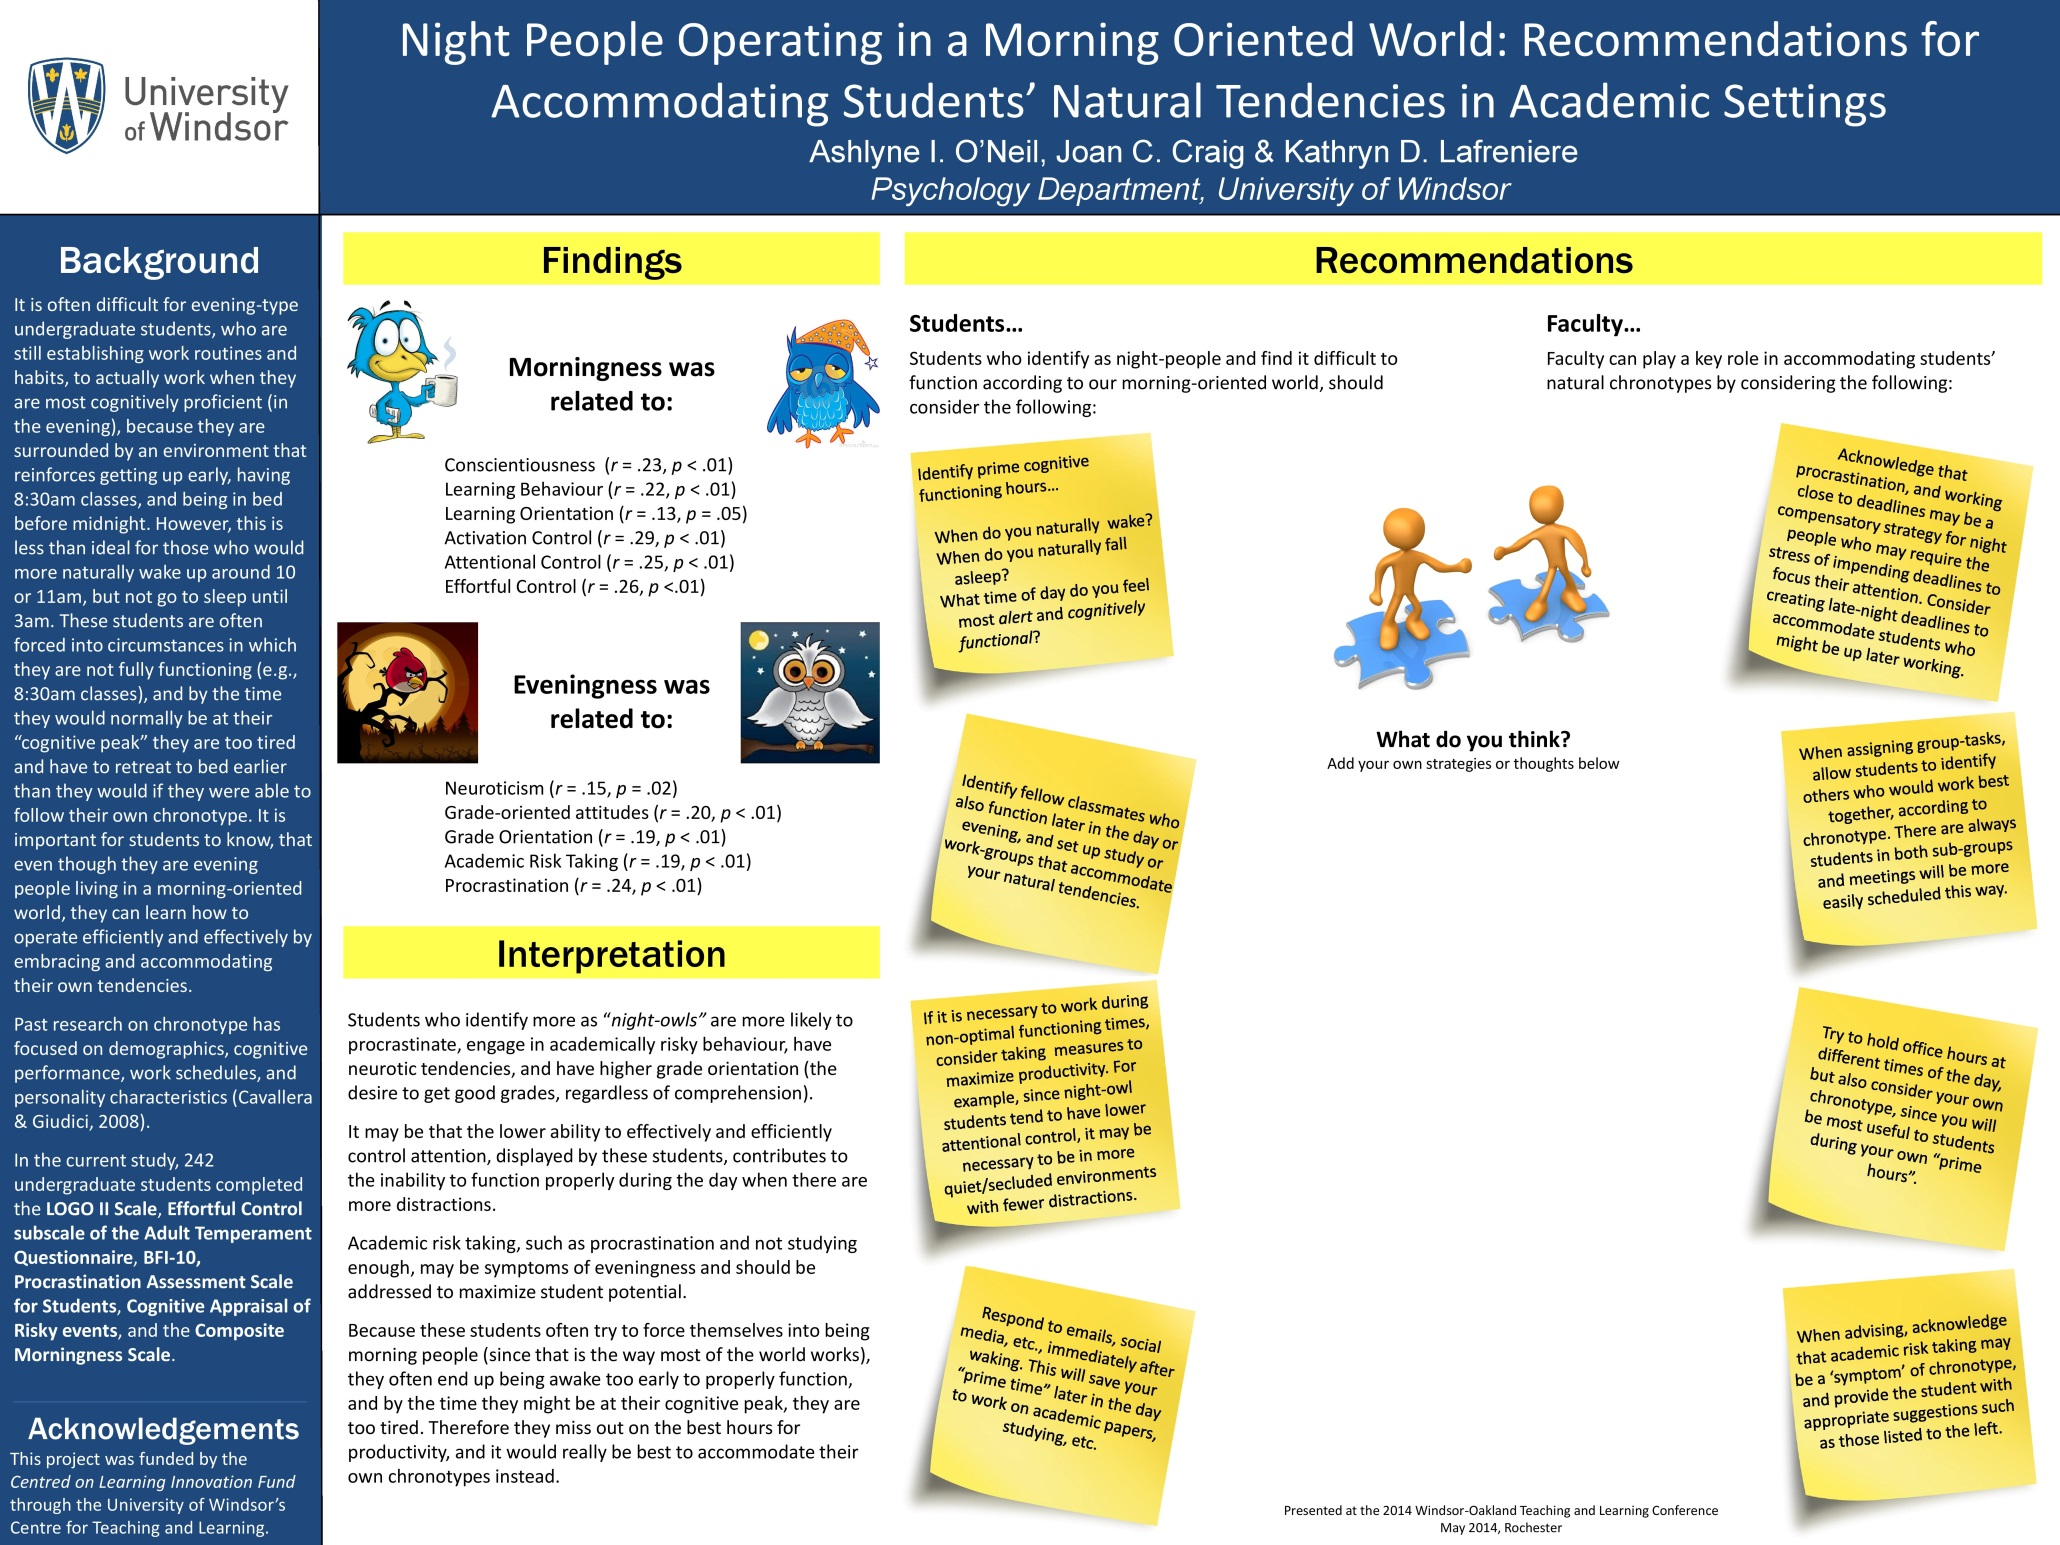 University
of Windsor
Night People Operating in a Morning Oriented World: Recommendations for
Accommodating Students’ Natural Tendencies in Academic Settings
Ashlyne I. O’Neil, Joan C. Craig & Kathryn D. Lafreniere
Psychology Department, University of Windsor
Background
It is often difficult for evening-type
undergraduate students, who are
still establishing work routines and
habits, to actually work when they
are most cognitively proficient (in
the evening), because they are
surrounded by an environment that
reinforces getting up early, having
8:30am classes, and being in bed
before midnight. However, this is
less than ideal for those who would
more naturally wake up around 10
or 11am, but not go to sleep until
3am. These students are often
forced into circumstances in which
they are not fully functioning (e.g.,
8:30am classes), and by the time
they would normally be at their
“cognitive peak” they are too tired
and have to retreat to bed earlier
than they would if they were able to
follow their own chronotype. It is
important for students to know, that
even though they are evening
people living in a morning-oriented
world, they can learn how to
operate efficiently and effectively by
embracing and accommodating
their own tendencies.
Past research on chronotype has
focused on demographics, cognitive
performance, work schedules, and
personality characteristics (Cavallera
& Giudici, 2008).
In the current study, 242
undergraduate students completed
the LOGO II Scale, Effortful Control
subscale of the Adult Temperament
Questionnaire, BFI-10,
Procrastination Assessment Scale
for Students, Cognitive Appraisal of
Risky events, and the Composite
Morningness Scale.
Acknowledgements
This project was funded by the
Centred on Learning Innovation Fund
through the University of Windsor’s
Centre for Teaching and Learning.
Findings
Morningness was
related to:
Conscientiousness (r = .23, p < .01)
Learning Behaviour (r = .22, p < .01)
Learning Orientation (r = .13, p = .05)
Activation Control (r = .29, p < .01)
Attentional Control (r = .25, p < .01)
Effortful Control (r = .26, p <.01)
Eveningness was
related to:
Neuroticism (r = .15, p = .02)
Grade-oriented attitudes (r = .20, p < .01)
Grade Orientation (r = .19, p < .01)
Academic Risk Taking (r = .19, p < .01)
Procrastination (r = .24, p < .01)
Interpretation
Students who identify more as “night-owls” are more likely to
procrastinate, engage in academically risky behaviour, have
neurotic tendencies, and have higher grade orientation (the
desire to get good grades, regardless of comprehension).
It may be that the lower ability to effectively and efficiently
control attention, displayed by these students, contributes to
the inability to function properly during the day when there are
more distractions.
Academic risk taking, such as procrastination and not studying
enough, may be symptoms of eveningness and should be
addressed to maximize student potential.
Because these students often try to force themselves into being
morning people (since that is the way most of the world works),
they often end up being awake too early to properly function,
and by the time they might be at their cognitive peak, they are
too tired. Therefore they miss out on the best hours for
productivity, and it would really be best to accommodate their
own chronotypes instead.
Recommendations
Students…
Students who identify as night-people and find it difficult to
function according to our morning-oriented world, should
consider the following:
Identify prime cognitive
functioning hours…
When do you naturally wake?
When do you naturally fall
asleep?
What time of day do you feel
most alert and cognitively
functional?
Identify fellow classmates who
also function later in the day or
evening, and set up study or
work-groups that accommodate
your natural tendencies.
If it is necessary to work during
non-optimal functioning times,
consider taking measures to
maximize productivity. For
example, since night-owl
students tend to have lower
attentional control, it may be
necessary to be in more
quiet/secluded environments
with fewer distractions.
Respond to emails, social
media, etc., immediately after
waking. This will save your
“prime time” later in the day
to work on academic papers,
studying, etc.
What do you think?
Add your own strategies or thoughts below
Faculty…
Faculty can play a key role in accommodating students’
natural chronotypes by considering the following:
Acknowledge that
procrastination, and working
close to deadlines may be a
compensatory strategy for night
people who may require the
stress of impending deadlines to
focus their attention. Consider
creating late-night deadlines to
accommodate students who
might be up later working.
When assigning group-tasks,
allow students to identify
others who would work best
together, according to
chronotype. There are always
students in both sub-groups
and meetings will be more
easily scheduled this way.
Try to hold office hours at
different times of the day,
but also consider your own
chronotype, since you will
be most useful to students
during your own “prime
hours”.
When advising, acknowledge
that academic risk taking may
be a ‘symptom’ of chronotype,
and provide the student with
appropriate suggestions such
as those listed to the left.
Presented at the 2014 Windsor-Oakland Teaching and Learning Conference
May 2014, Rochester